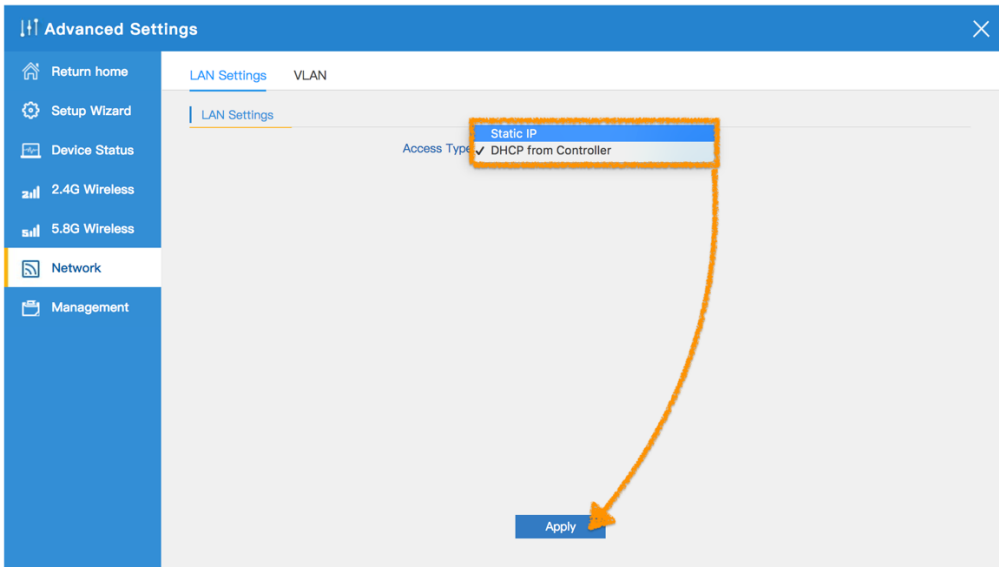 Advanced Settings
Return home
Setup Wizard
Device Status
2.4G Wireless
5.8G Wireless
Network
Management
LAN Settings VLAN
LAN Settings
Access Type
Static IP
✓ DHCP from Controller
Apply